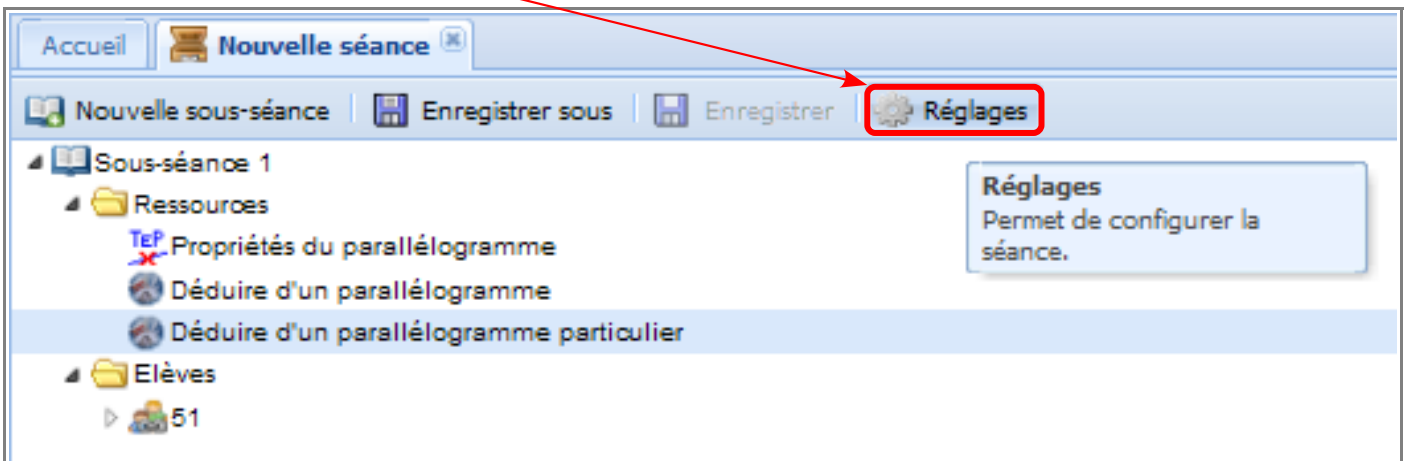 Accueil Nouvelle séance
Nouvelle sous-séance Enregistrer sous Enregistrer Réglages
Sous-séance 1
Ressources
TEP Propriétés du parallélogramme
Déduire d'un parallélogramme
Déduire d'un parallélogramme particulier
Elèves
51
Réglages
Permet de configurer la
séance.